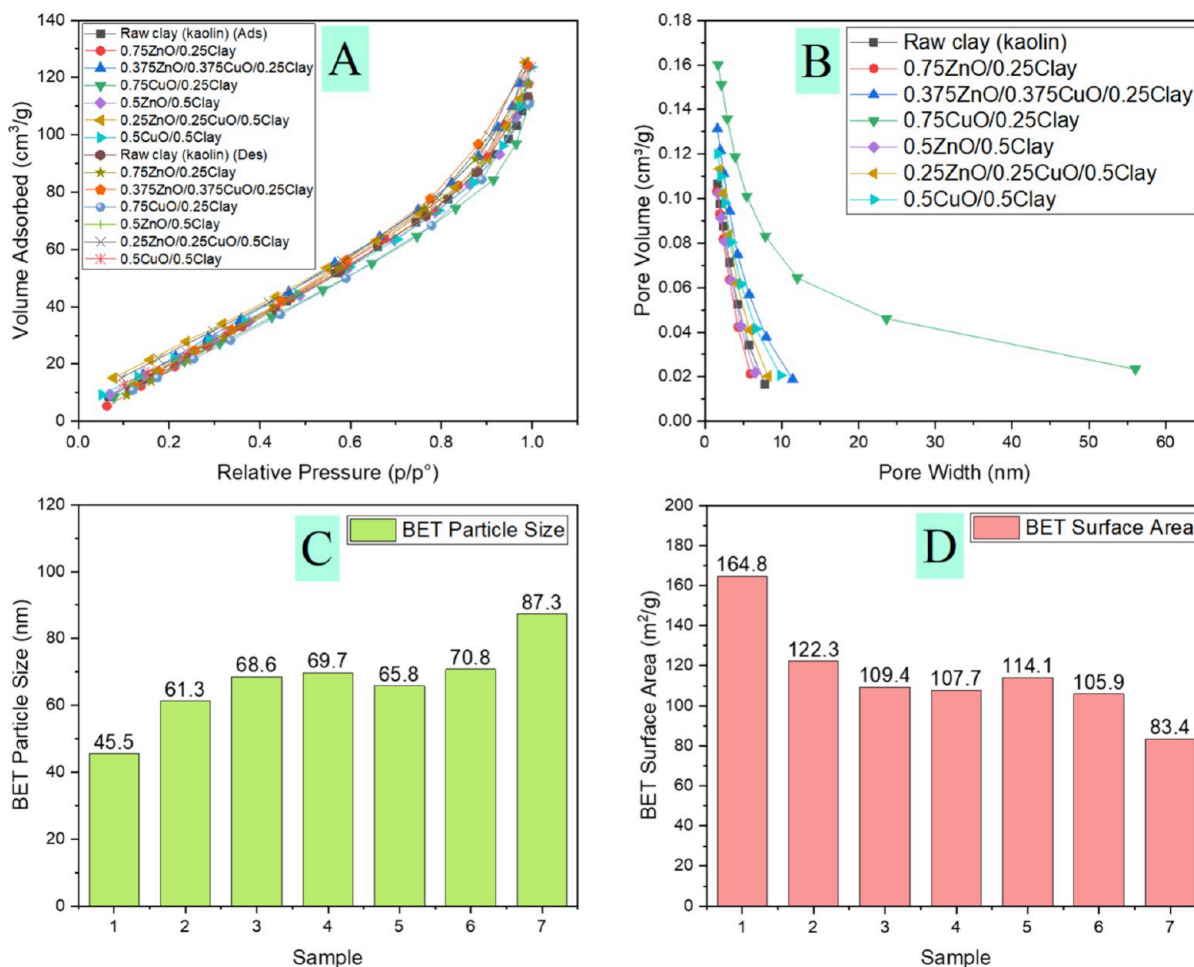 A
Volume Adsorbed (cm³/g)
140
120
100
80
60
40
20
0
Raw clay (kaolin) (Ads)
0.75ZnO/0.25Clay
0.375ZnO/0.375CuO/0.25Clay
0.75CuO/0.25Clay
0.5ZnO/0.5Clay
0.25ZnO/0.25CuO/0.5Clay
0.5CuO/0.5Clay
Raw clay (kaolin) (Des)
0.75ZnO/0.25Clay
0.375ZnO/0.375CuO/0.25Clay
0.75CuO/0.25Clay
0.5ZnO/0.5Clay
0.25ZnO/0.25CuO/0.5Clay
0.5CuO/0.5Clay
0.0 0.2 0.4 0.6 0.8 1.0
Relative Pressure (p/p°)
B
Pore Volume (cm³/g)
0.18
0.16
0.14
0.12
0.10
0.08
0.06
0.04
0.02
0.00
Raw clay (kaolin)
0.75ZnO/0.25Clay
0.375ZnO/0.375CuO/0.25Clay
0.75CuO/0.25Clay
0.5ZnO/0.5Clay
0.25ZnO/0.25CuO/0.5Clay
0.5CuO/0.5Clay
0 10 20 30 40 50 60
Pore Width (nm)
C
BET Particle Size
BET Particle Size (nm)
120
100
80
60
40
20
0
45.5 61.3 68.6 69.7 65.8 70.8 87.3
1 2 3 4 5 6 7
Sample
D
BET Surface Area
BET Surface Area (m²/g)
200
180
160
140
120
100
80
60
40
20
0
164.8 122.3 109.4 107.7 114.1 105.9 83.4
1 2 3 4 5 6 7
Sample